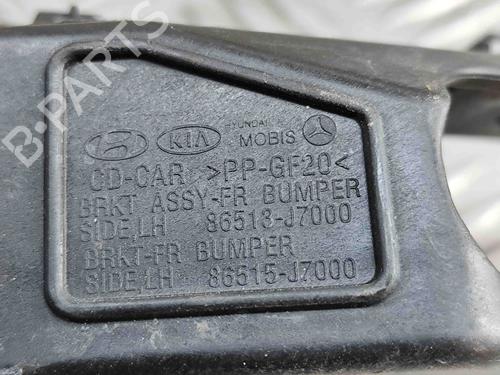 B-PARTS
KIA HYUNDAI MOBIS
CD-CAR >PP-GF20<
BRKT ASSY-FR BUMPER
SIDE,LH 86513-J7000
BRKT-FR BUMPER
SIDE,LH 86515-J7000